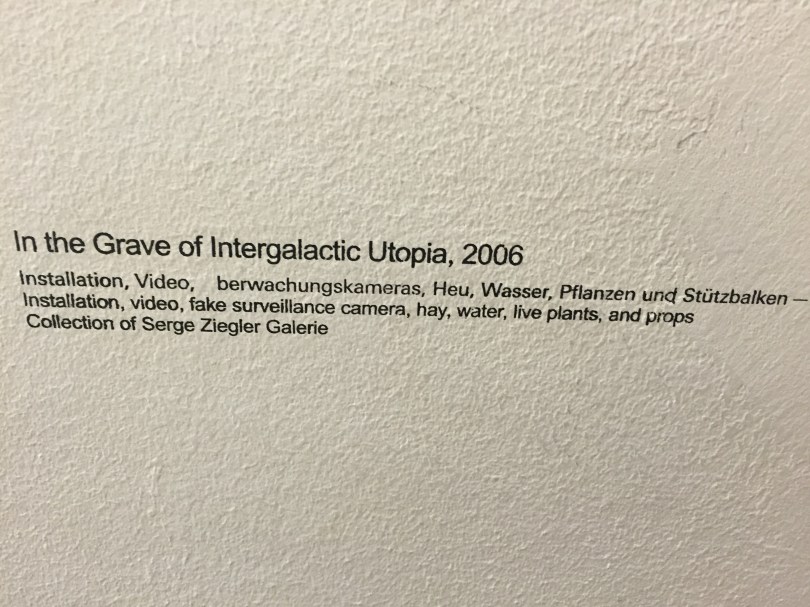 In the Grave of Intergalactic Utopia, 2006
Installation, Video, berwachungskameras, Heu, Wasser, Pflanzen und Stützbalken —
Installation, video, fake surveillance camera, hay, water, live plants, and props
Collection of Serge Ziegler Galerie